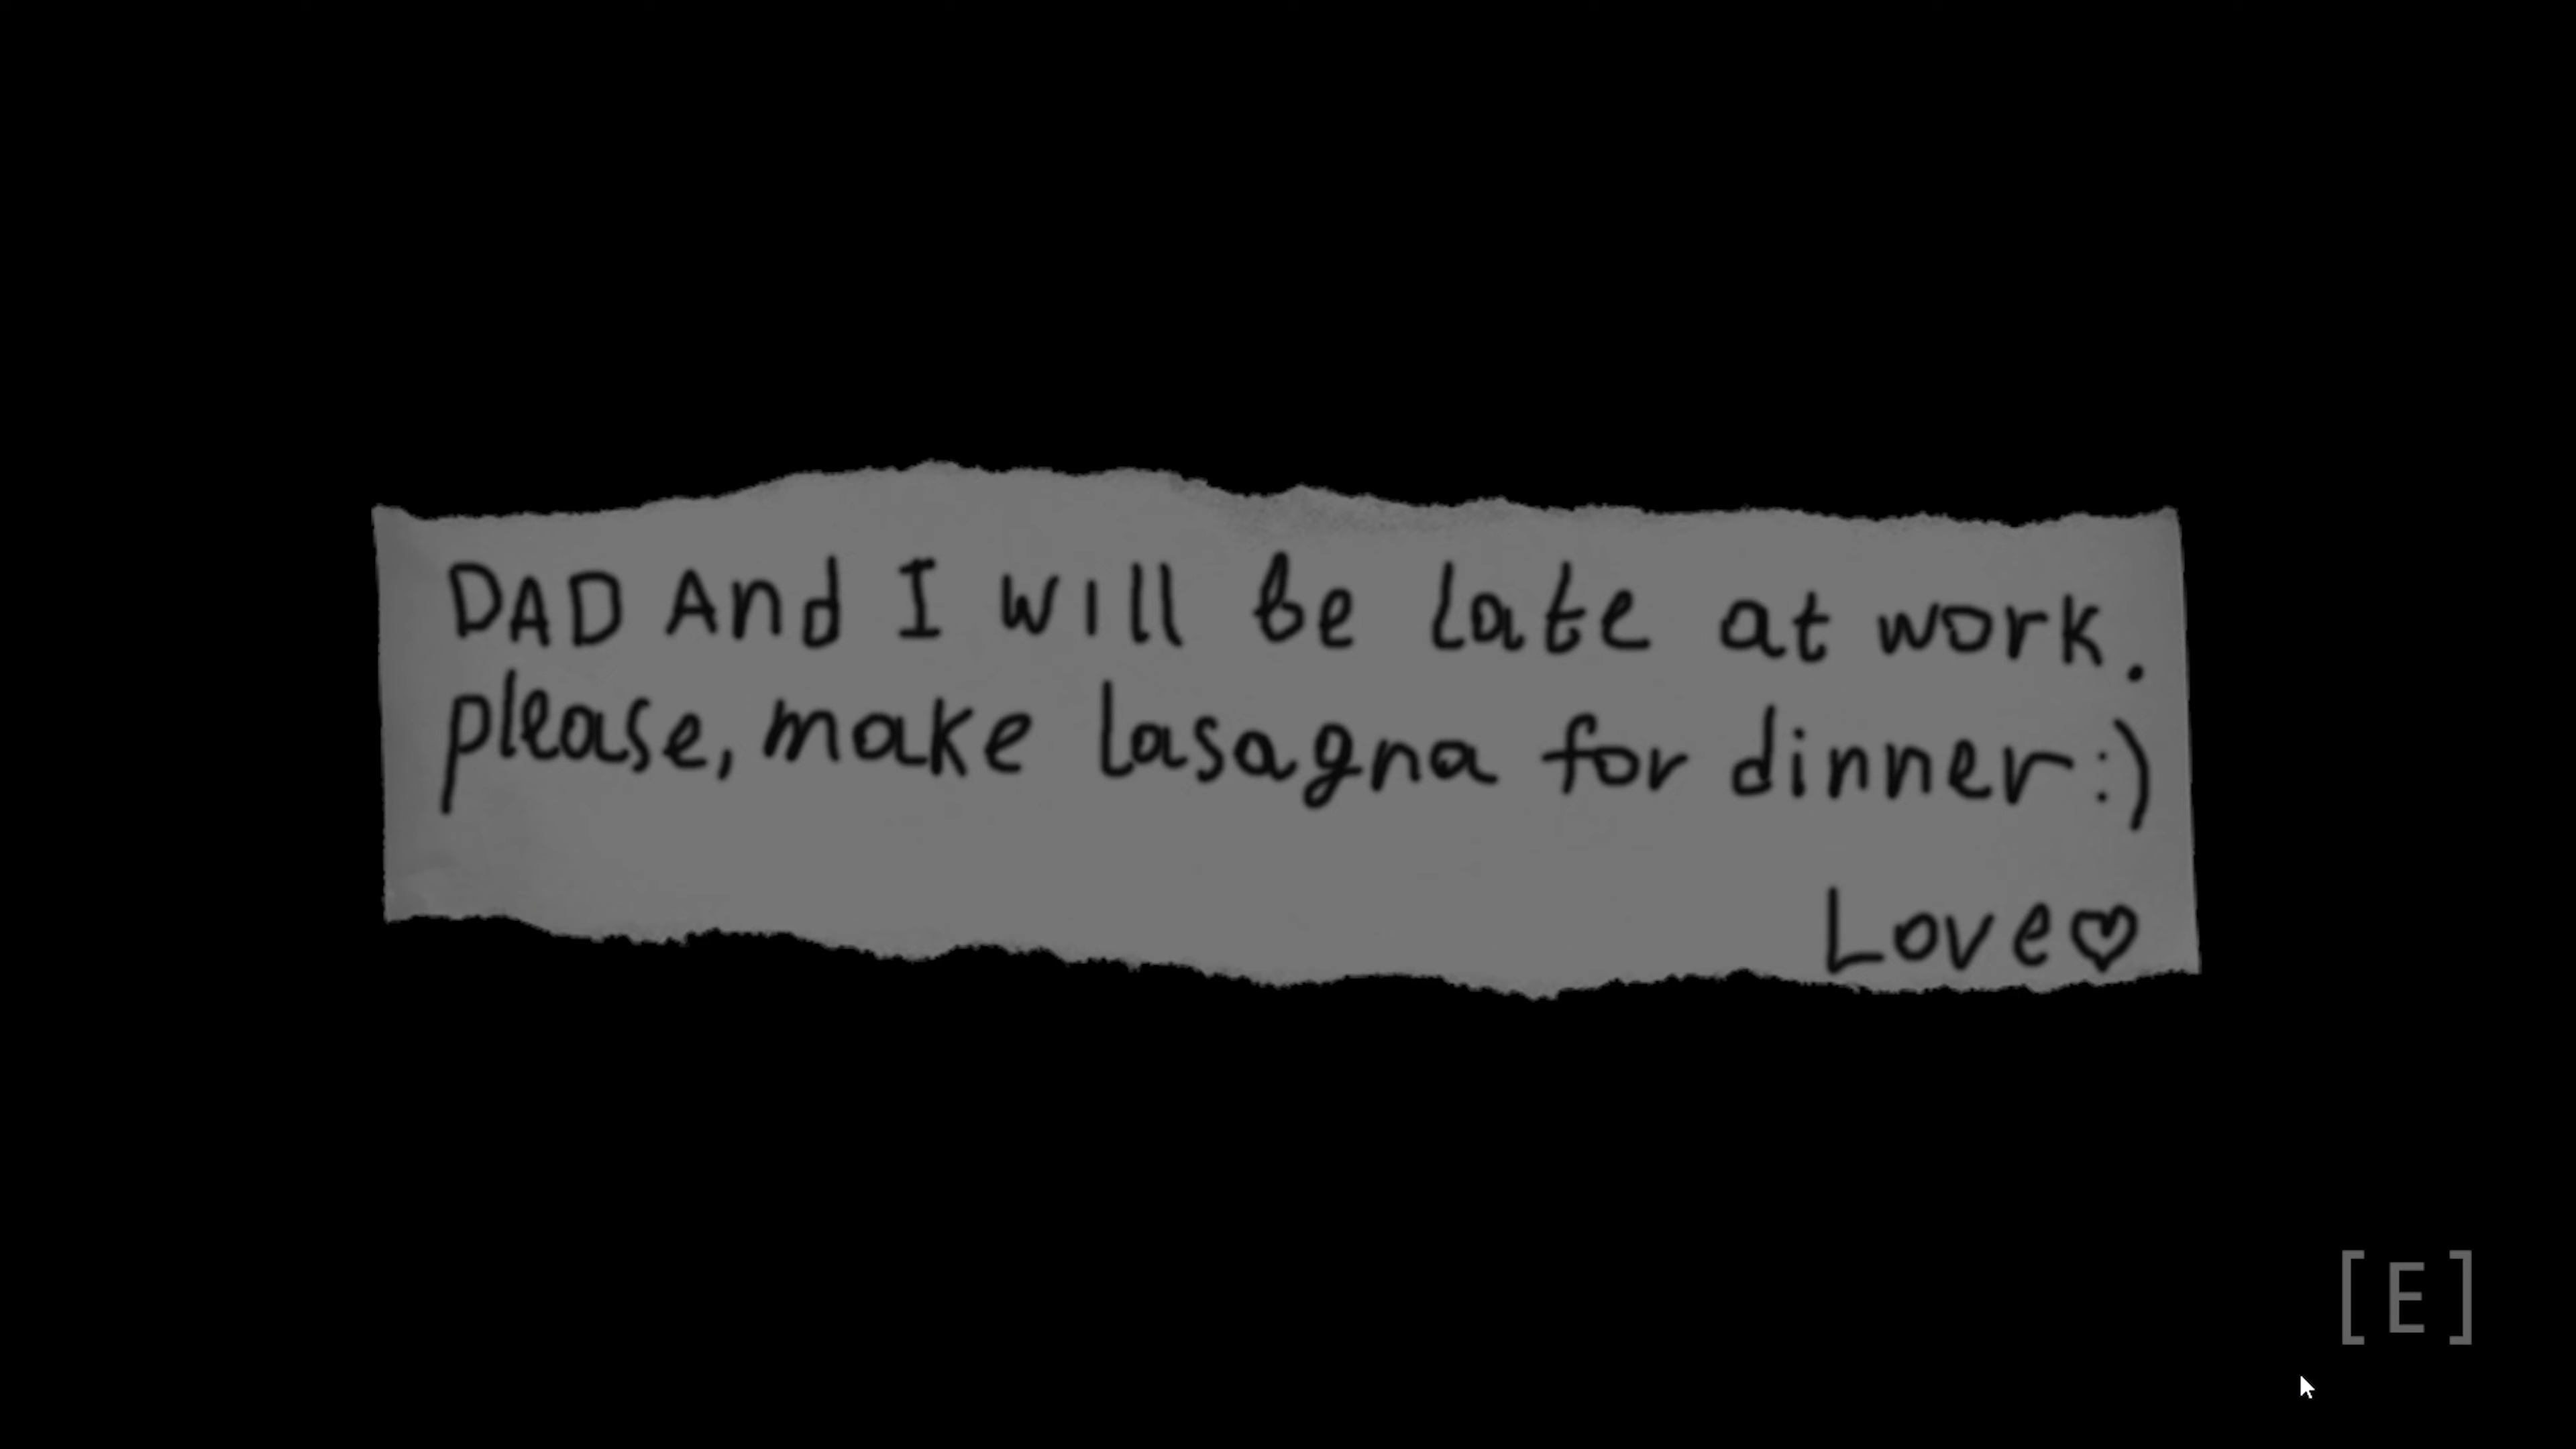 DAD And I will be late at work.
please, make lasagna for dinner:)
Love♡
[E]